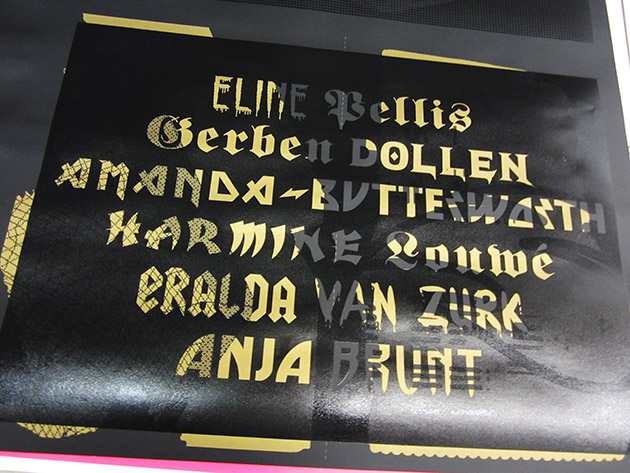 ELINE Pellis
Gerben DOLLEN
AMANDA-BUTTERWORTH
HARMINE Louwé
ERALDA VAN ZURK
ANJA BRUNT